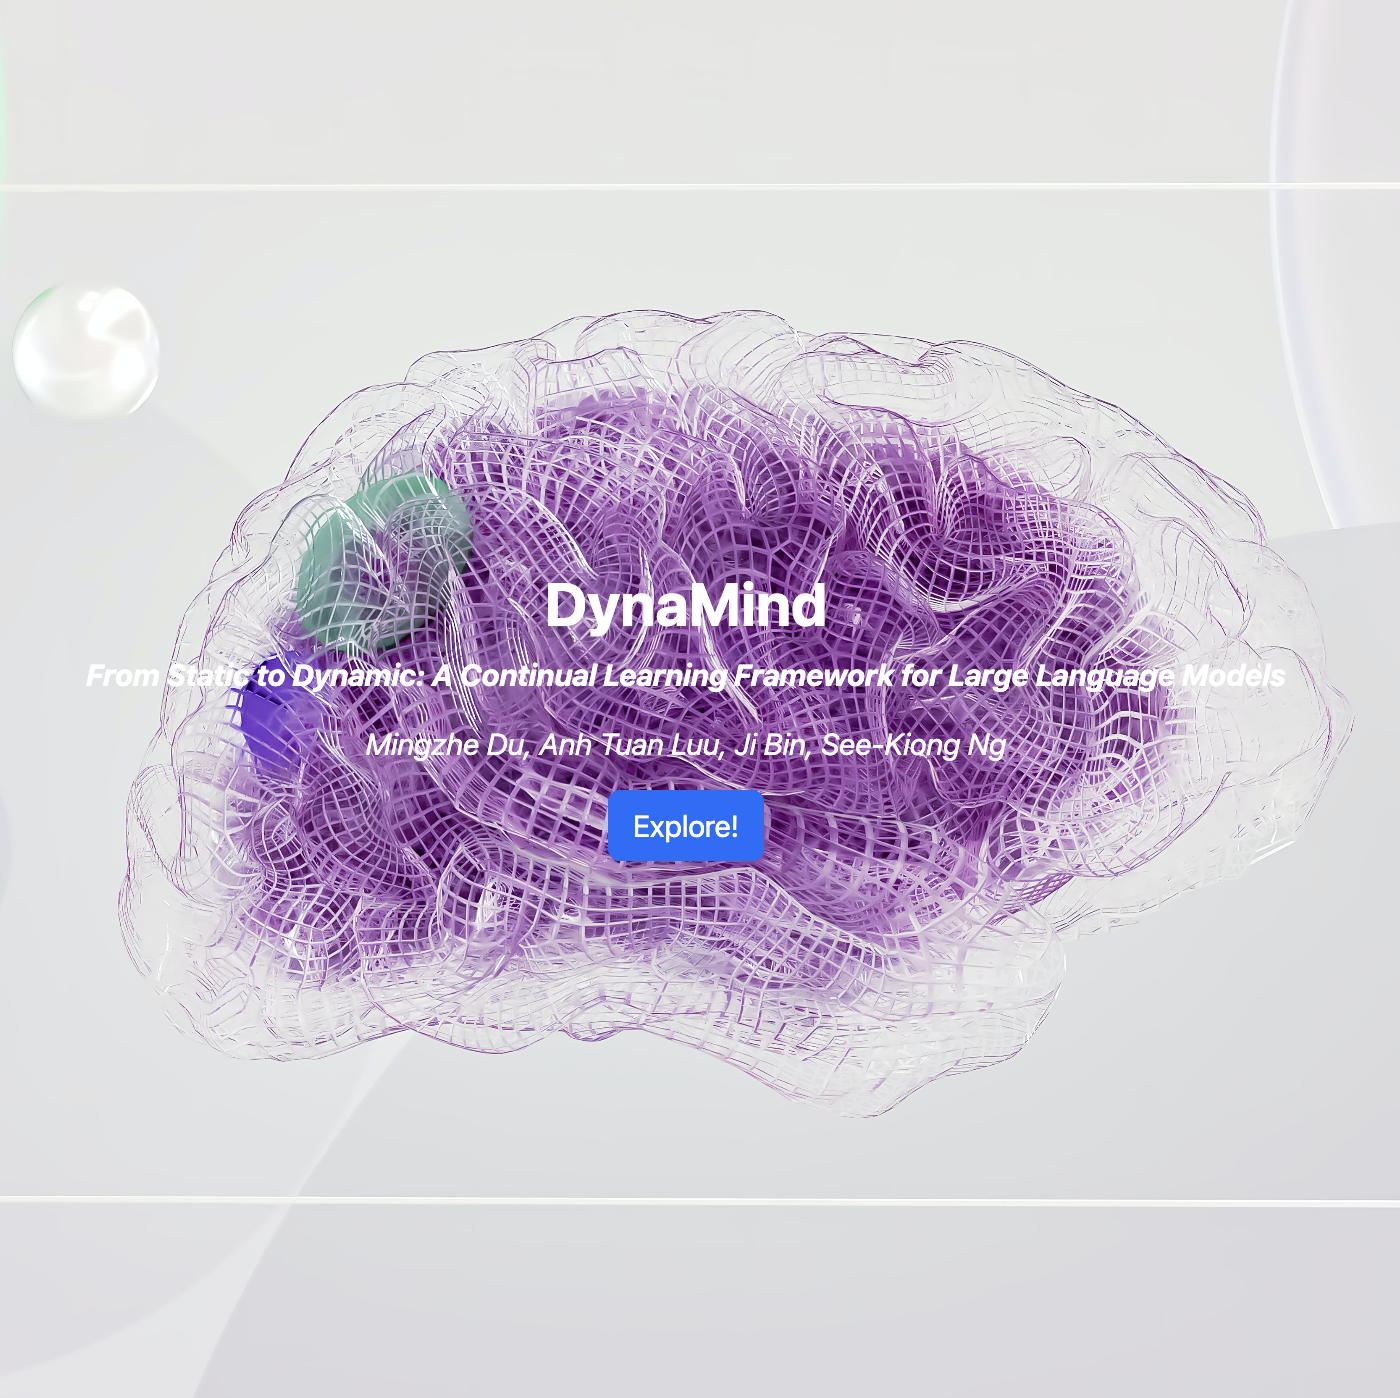 DynaMind
From Static to Dynamic: A Continual Learning Framework for Large Language Models
Mingzhe Du, Anh Tuan Luu, Ji Bin, See-Kiong Ng
Explore!